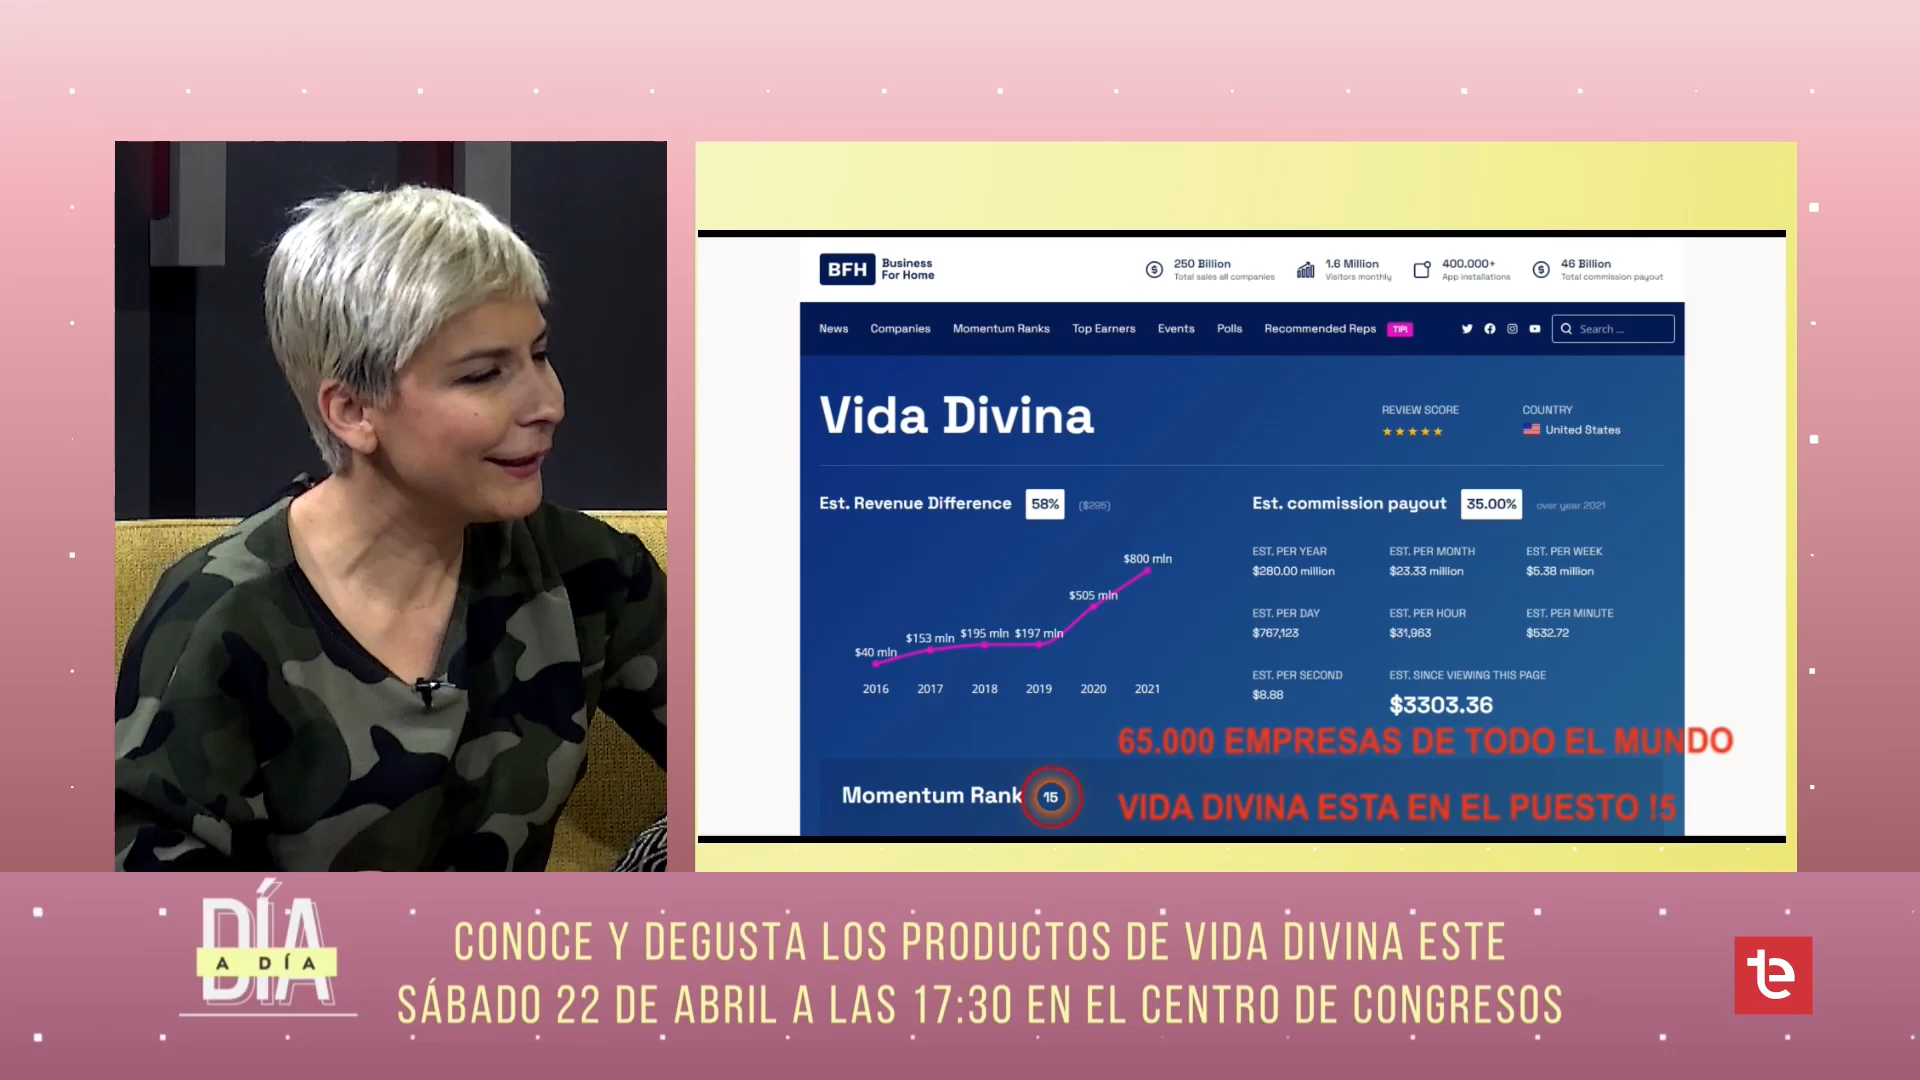 BFH Business For Home
250 Billion
Total sales all companies
1.6 Million
Visitors monthly
400.000+
App installations
46 Billion
Total commission payout
News Companies Momentum Ranks Top Earners Events Polls Recommended Reps TIP! Search ...
Vida Divina
REVIEW SCORE
COUNTRY
United States
Est. Revenue Difference 58% ($295)
$40 mln $153 mln $195 mln $197 mln $505 mln $800 mln
2016 2017 2018 2019 2020 2021
Est. commission payout 35.00% over year 2021
EST. PER YEAR EST. PER MONTH EST. PER WEEK
$280.00 million $23.33 million $5.38 million
EST. PER DAY EST. PER HOUR EST. PER MINUTE
$767,123 $31,963 $532.72
EST. PER SECOND EST. SINCE VIEWING THIS PAGE
$8.88 $3303.36
65.000 EMPRESAS DE TODO EL MUNDO
Momentum Rank 15
VIDA DIVINA ESTA EN EL PUESTO !5
DÍA
A DÍA
CONOCE Y DEGUSTA LOS PRODUCTOS DE VIDA DIVINA ESTE
SÁBADO 22 DE ABRIL A LAS 17:30 EN EL CENTRO DE CONGRESOS
te